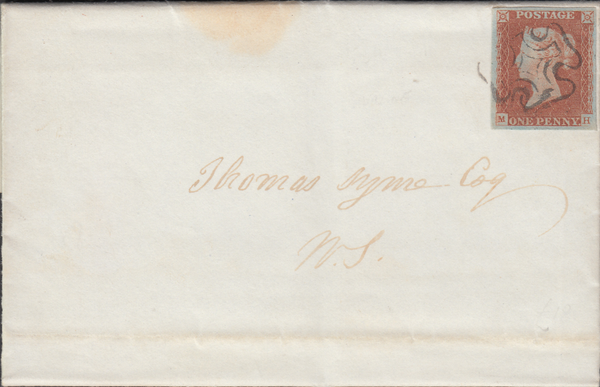 POSTAGE
M ONE PENNY H
Thomas Syme Esq
W.S.